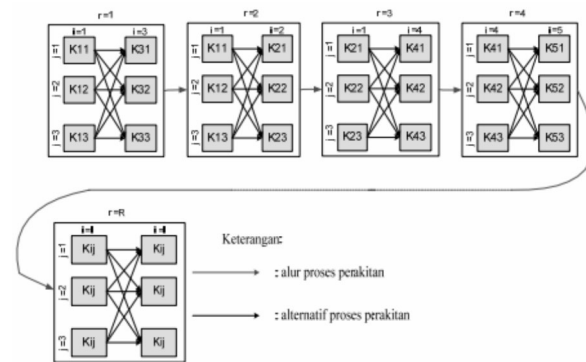 r=1 r=2 r=3 r=4
i=1 i=3 i=1 i=2 i=1 i=4 i=4 i=5
j=1 K11 K31 j=1 K11 K21 j=1 K21 K41 j=1 K41 K51
j=2 K12 K32 j=2 K12 K22 j=2 K22 K42 j=2 K42 K52
j=3 K13 K33 j=3 K13 K23 j=3 K23 K43 j=3 K43 K53
r=R
i=I i=I
j=1 Kij Kij
j=2 Kij Kij
j=3 Kij Kij
Keterangan:
: alur proses perakitan
: alternatif proses perakitan